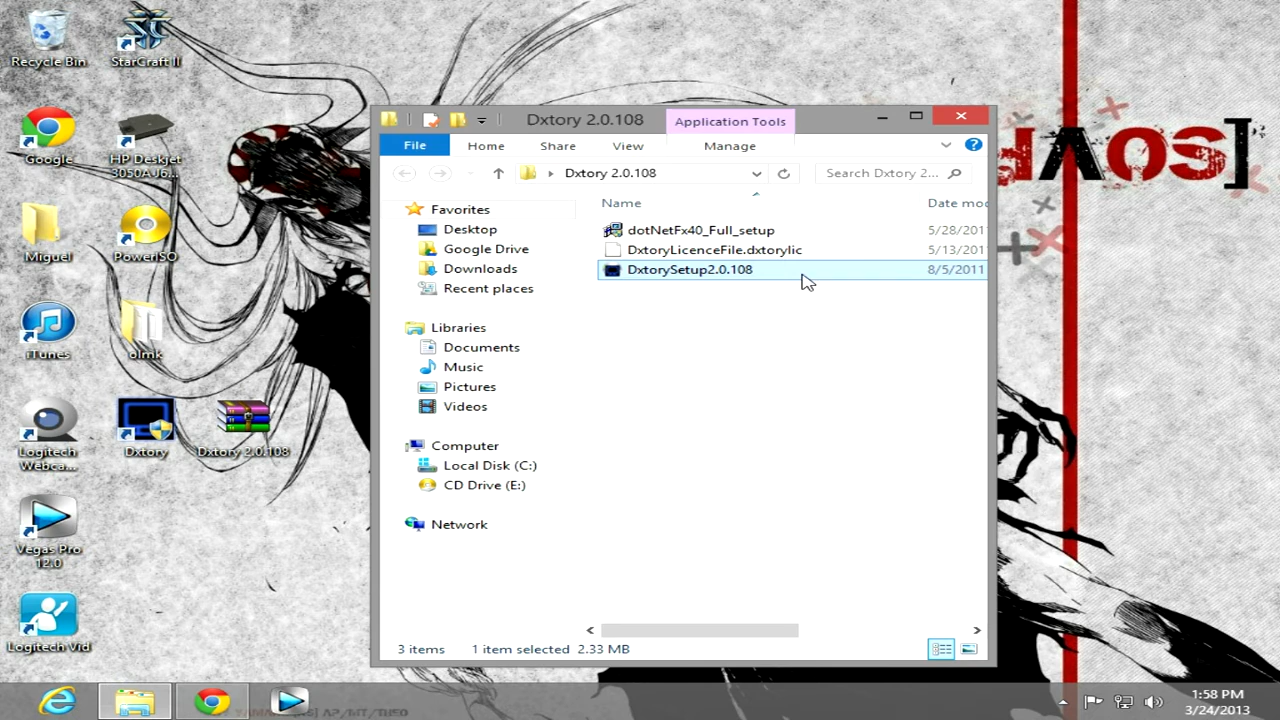 Recycle Bin
StarCraft II
Google
HP Deskjet
3050A J6...
Miguel
PowerISO
iTunes
olmk
Logitech
Webca...
Dxtory
Dxtory 2.0.108
Vegas Pro
12.0
Logitech Vid
Dxtory 2.0.108
Application Tools
File
Home
Share
View
Manage
Dxtory 2.0.108
Search Dxtory 2...
Favorites
Desktop
Google Drive
Downloads
Recent places
Libraries
Documents
Music
Pictures
Videos
Computer
Local Disk (C:)
CD Drive (E:)
Network
Name
Date mo
dotNetFx40_Full_setup
5/28/201
DxtoryLicenceFile.dxtorylic
5/13/201
DxtorySetup2.0.108
8/5/2011
3 items
1 item selected 2.33 MB
1:58 PM
3/24/2013